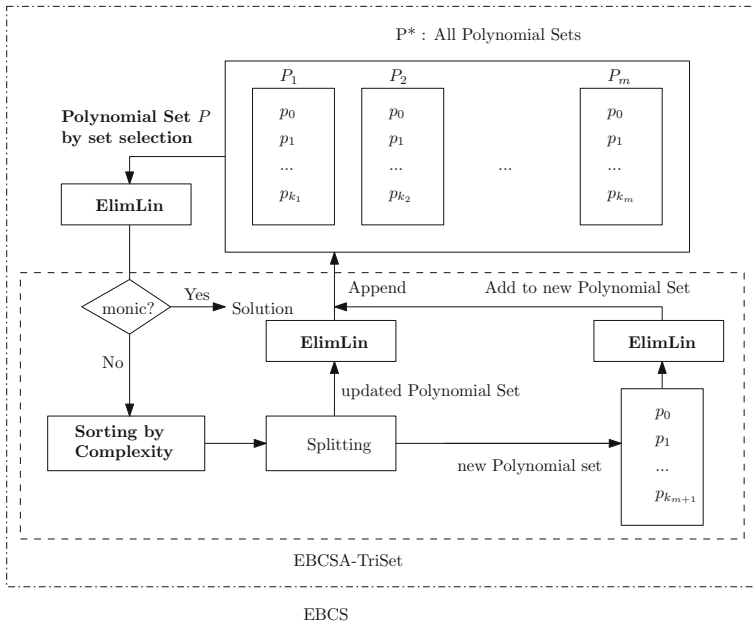 P* : All Polynomial Sets
P₁
P₂
Pₘ
Polynomial Set P
by set selection
p₀
p₁
...
pₖ₁
p₀
p₁
...
pₖ₂
...
p₀
p₁
...
pₖₘ
ElimLin
monic?
Yes
Solution
No
Append
Add to new Polynomial Set
ElimLin
ElimLin
updated Polynomial Set
Sorting by
Complexity
Splitting
new Polynomial set
p₀
p₁
...
pₖₘ₊₁
EBCSA-TriSet
EBCS